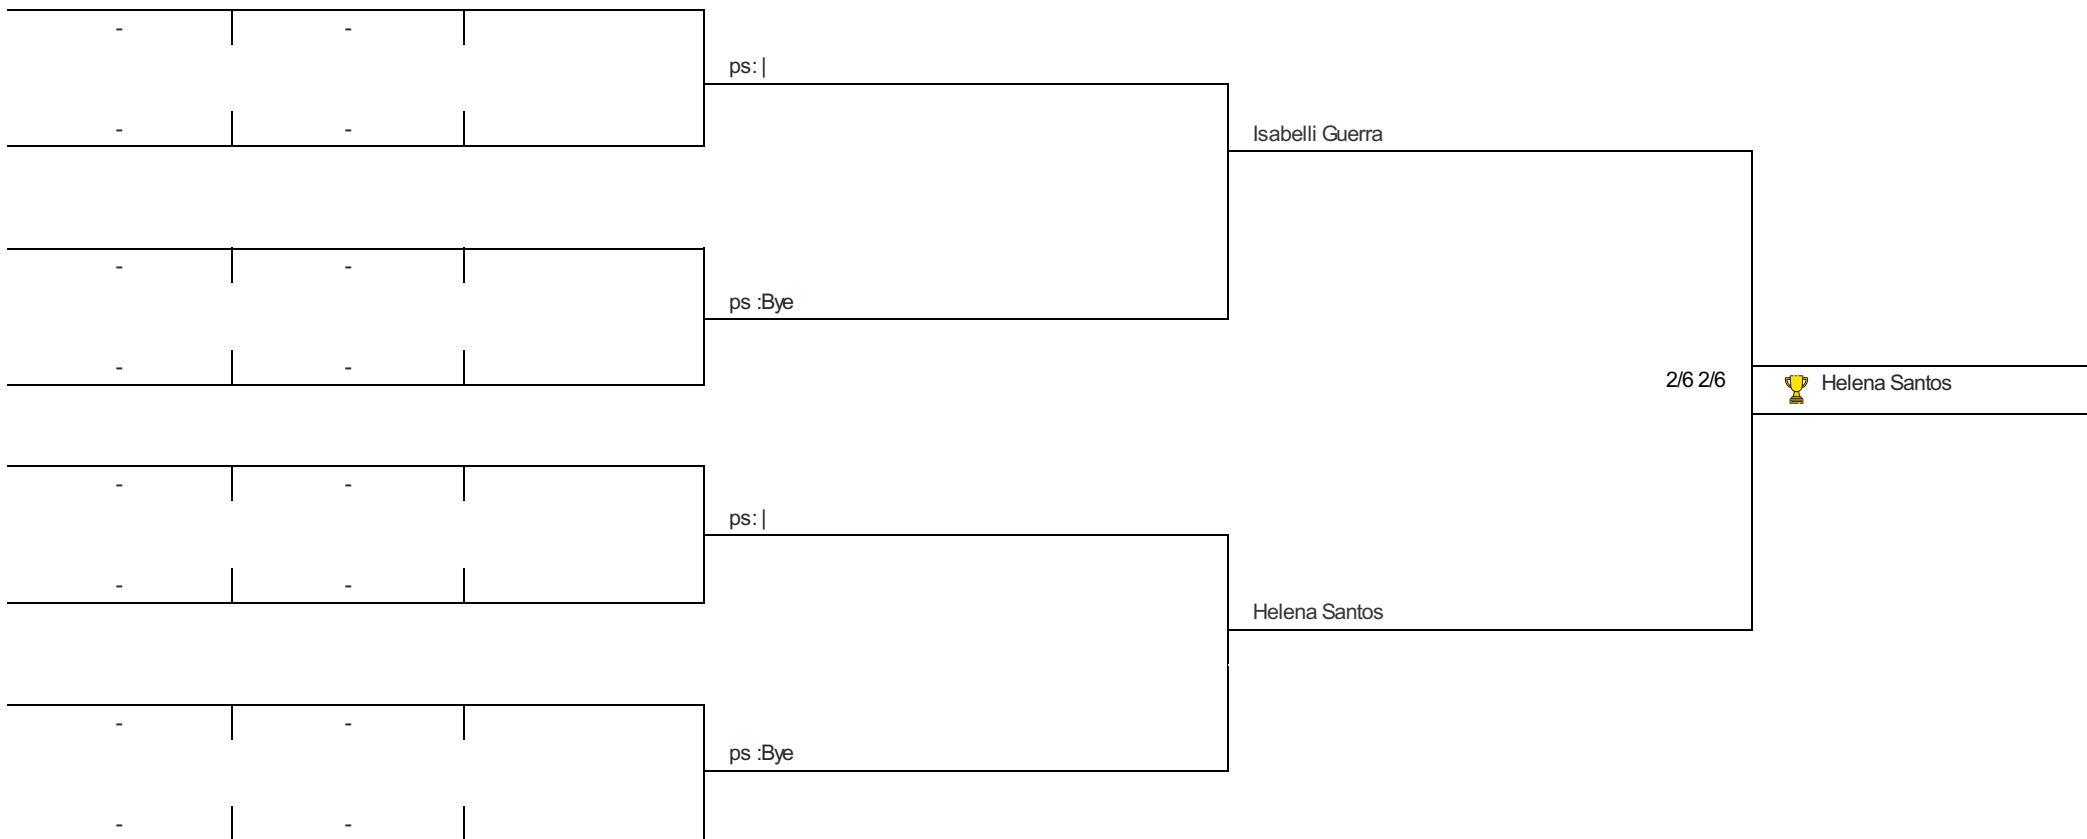 - -
ps: |
- -
Isabelli Guerra
- -
ps :Bye
- -
2/6 2/6
Helena Santos
- -
ps: |
- -
Helena Santos
- -
ps :Bye
- -